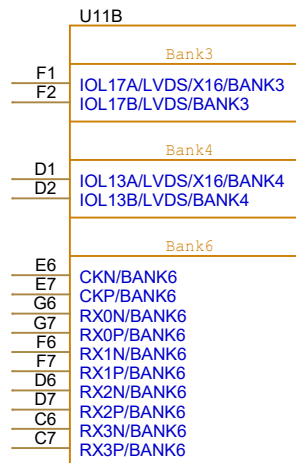 U11B
Bank3
F1 IOL17A/LVDS/X16/BANK3
F2 IOL17B/LVDS/BANK3
Bank4
D1 IOL13A/LVDS/X16/BANK4
D2 IOL13B/LVDS/BANK4
Bank6
E6 CKN/BANK6
E7 CKP/BANK6
G6 RX0N/BANK6
G7 RX0P/BANK6
F6 RX1N/BANK6
F7 RX1P/BANK6
D6 RX2N/BANK6
D7 RX2P/BANK6
C6 RX3N/BANK6
C7 RX3P/BANK6